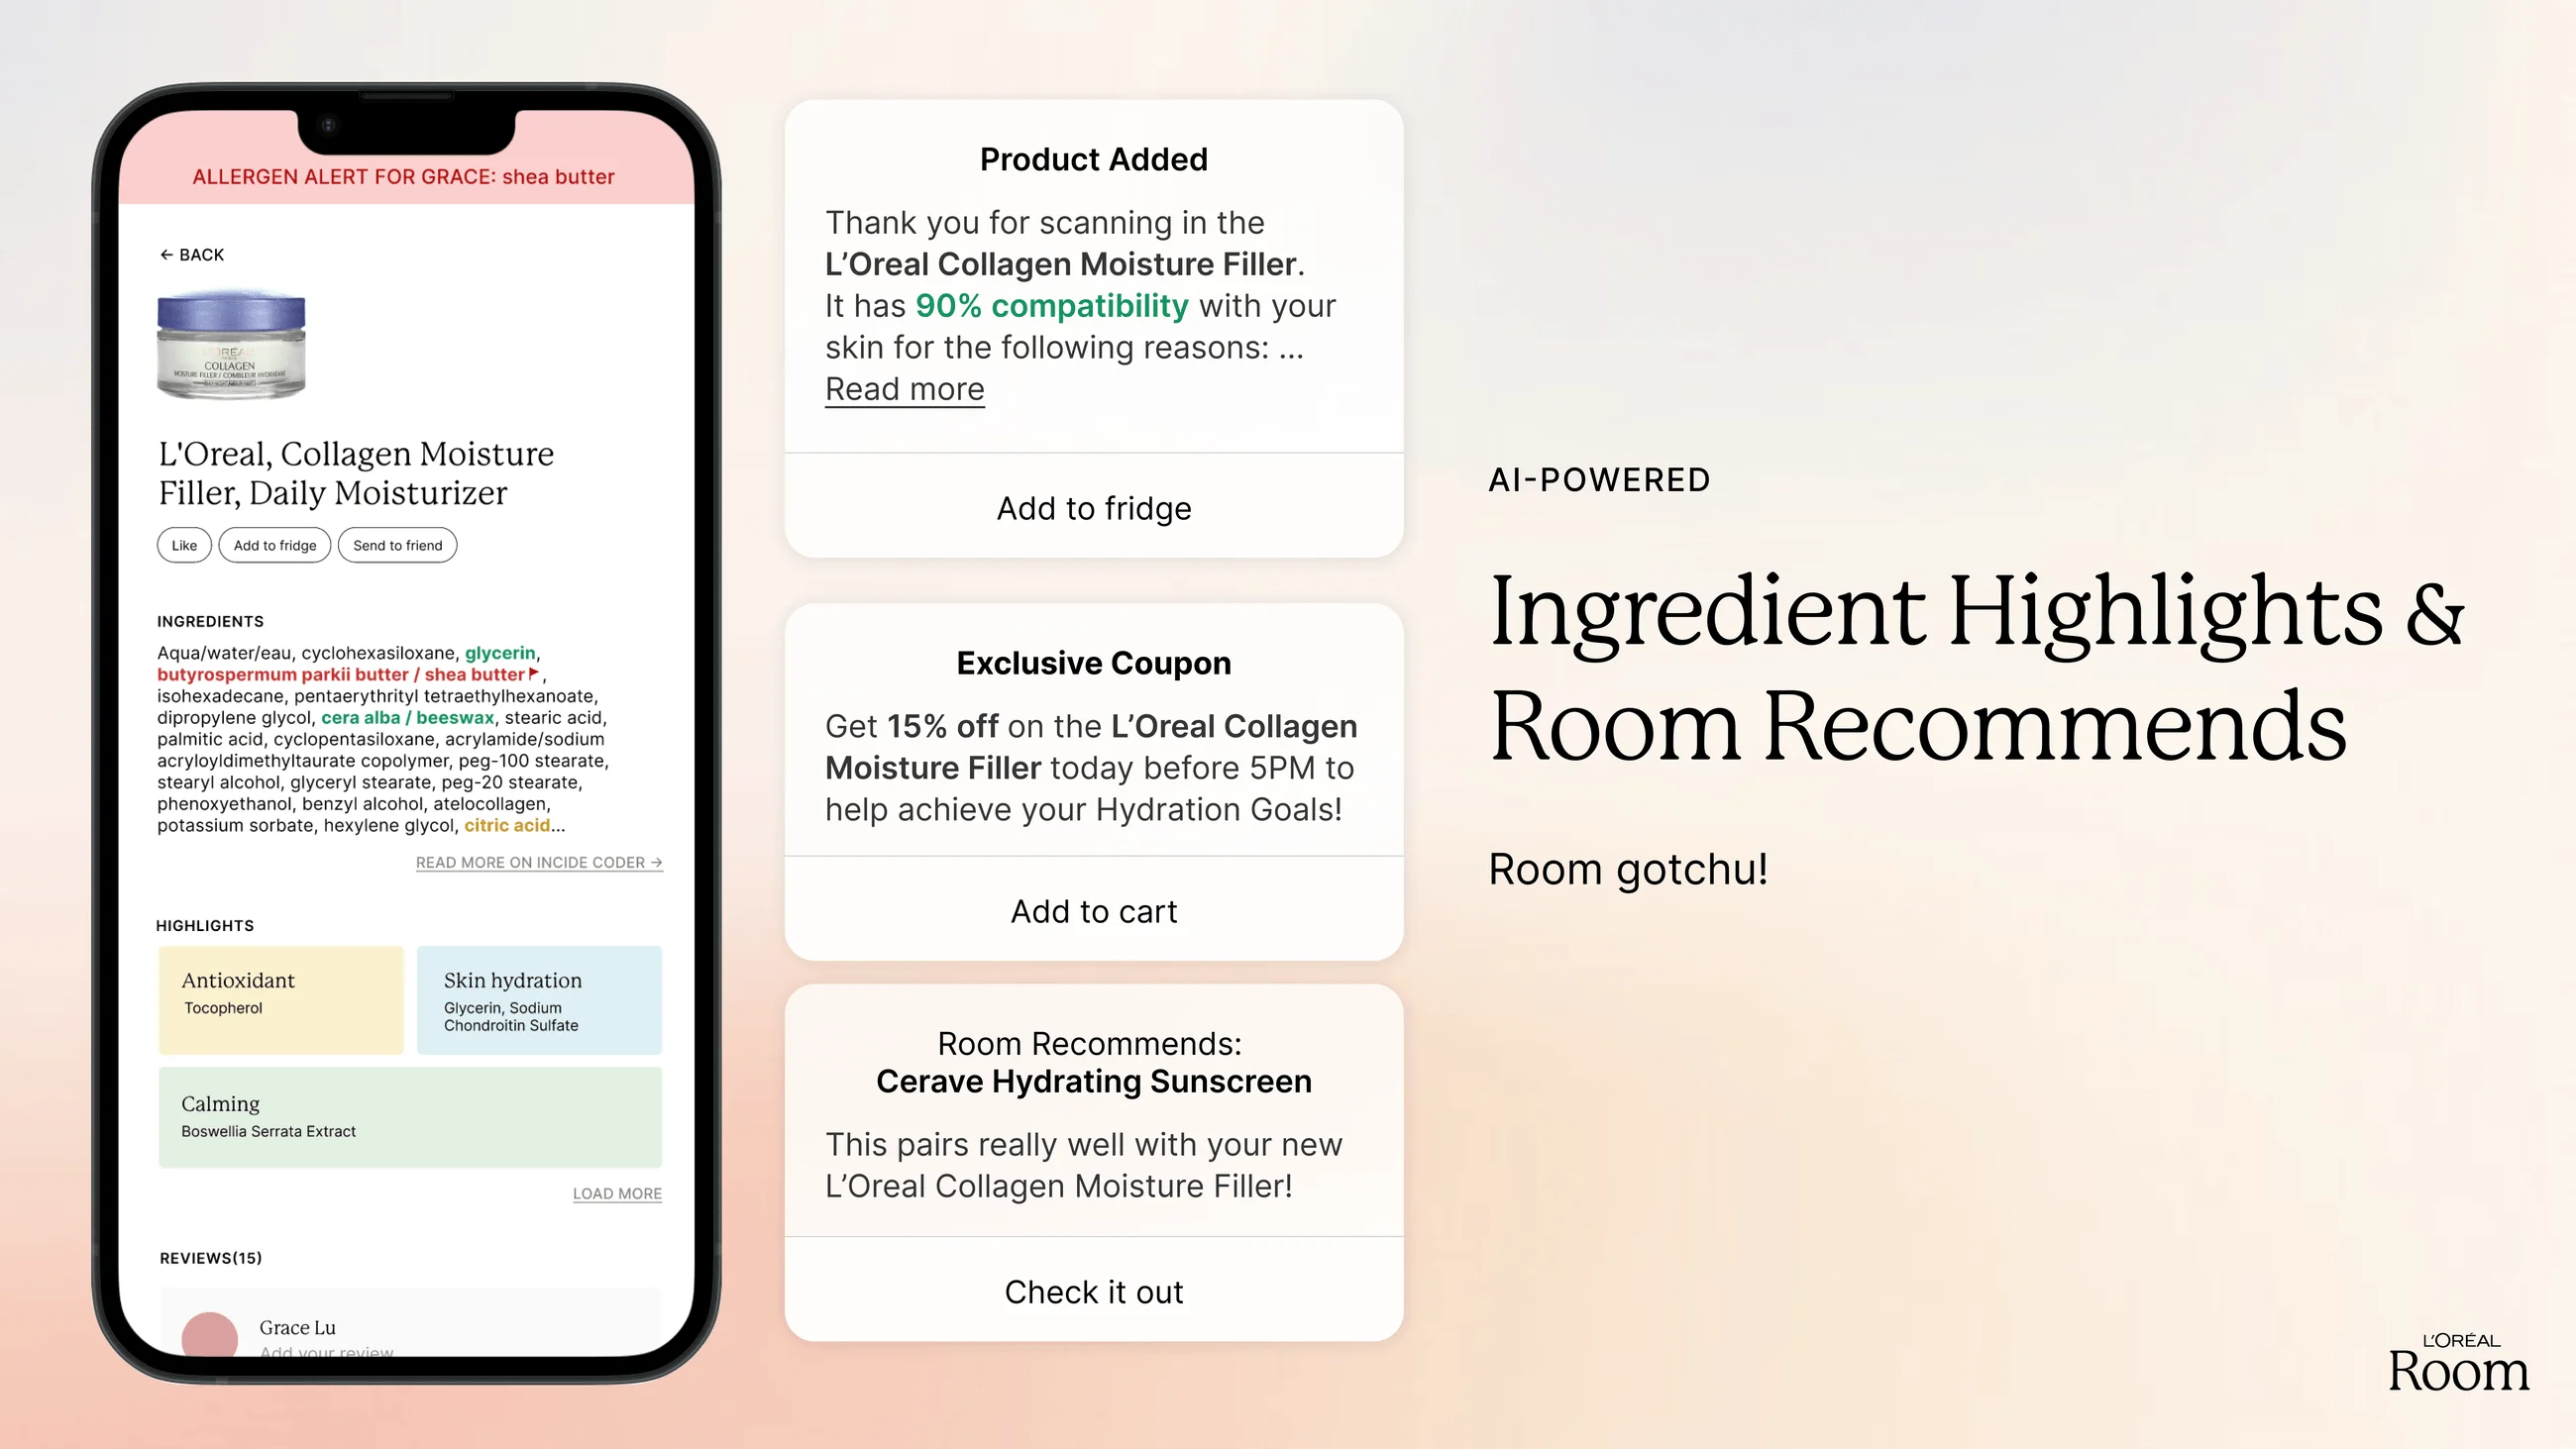 ALLERGEN ALERT FOR GRACE: shea butter
← BACK
L'ORÉAL
PARIS
COLLAGEN
MOISTURE FILLER / COMBLEUR HYDRATANT
L'Oreal, Collagen Moisture
Filler, Daily Moisturizer
Like
Add to fridge
Send to friend
INGREDIENTS
Aqua/water/eau, cyclohexasiloxane, glycerin,
butyrospermum parkii butter / shea butter ,
isohexadecane, pentaerythrityl tetraethylhexanoate,
dipropylene glycol, cera alba / beeswax, stearic acid,
palmitic acid, cyclopentasiloxane, acrylamide/sodium
acryloyldimethyltaurate copolymer, peg-100 stearate,
stearyl alcohol, glyceryl stearate, peg-20 stearate,
phenoxyethanol, benzyl alcohol, atelocollagen,
potassium sorbate, hexylene glycol, citric acid...
READ MORE ON INCIDE CODER →
HIGHLIGHTS
Antioxidant
Tocopherol
Skin hydration
Glycerin, Sodium
Chondroitin Sulfate
Calming
Boswellia Serrata Extract
LOAD MORE
REVIEWS(15)
Grace Lu
Add your review
Product Added
Thank you for scanning in the
L’Oreal Collagen Moisture Filler.
It has 90% compatibility with your
skin for the following reasons: ...
Read more
Add to fridge
Exclusive Coupon
Get 15% off on the L’Oreal Collagen
Moisture Filler today before 5PM to
help achieve your Hydration Goals!
Add to cart
Room Recommends:
Cerave Hydrating Sunscreen
This pairs really well with your new
L’Oreal Collagen Moisture Filler!
Check it out
AI-POWERED
Ingredient Highlights &
Room Recommends
Room gotchu!
L'ORÉAL
Room